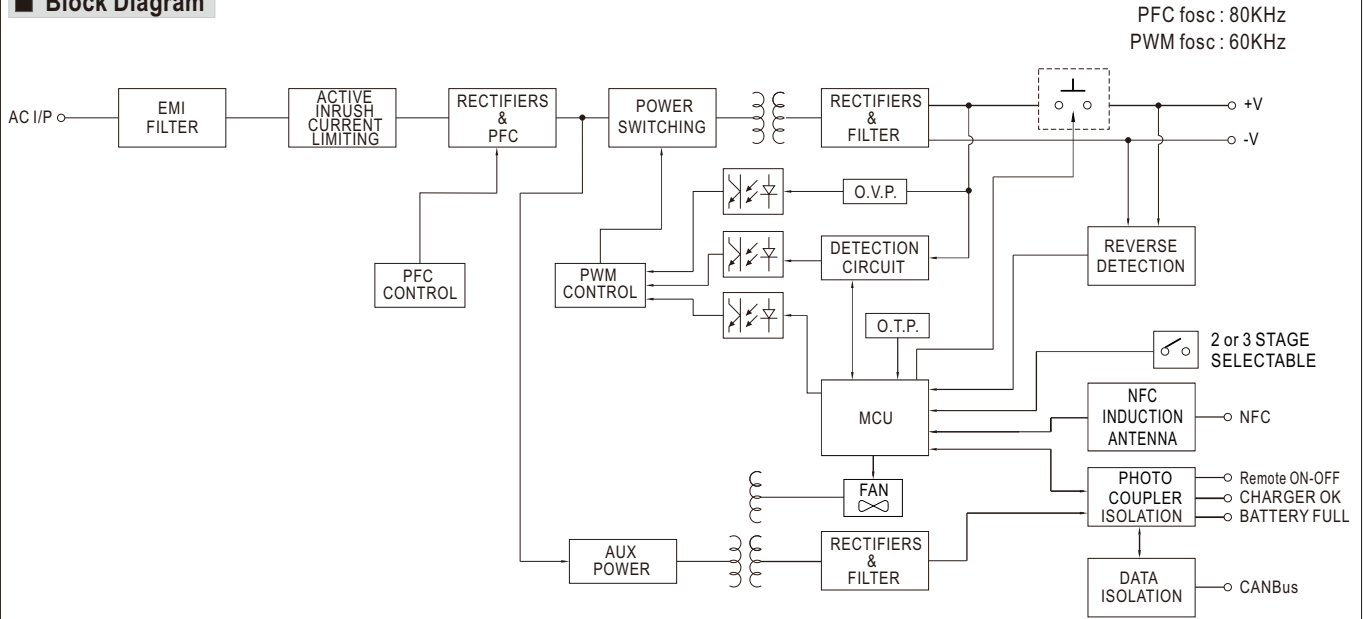 ■ Block Diagram
PFC fosc : 80KHz
PWM fosc : 60KHz
AC I/P
EMI
FILTER
ACTIVE
INRUSH
CURRENT
LIMITING
RECTIFIERS
&
PFC
POWER
SWITCHING
RECTIFIERS
&
FILTER
+V
-V
O.V.P.
DETECTION
CIRCUIT
REVERSE
DETECTION
PFC
CONTROL
PWM
CONTROL
O.T.P.
2 or 3 STAGE
SELECTABLE
MCU
NFC
INDUCTION
ANTENNA
NFC
FAN
PHOTO
COUPLER
ISOLATION
Remote ON-OFF
CHARGER OK
BATTERY FULL
AUX
POWER
RECTIFIERS
&
FILTER
DATA
ISOLATION
CANBus